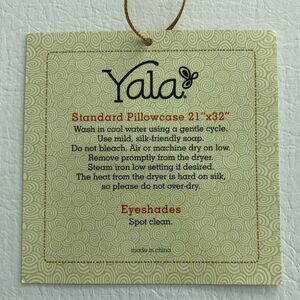 Yala
Standard Pillowcase 21"x32"
Wash in cool water using a gentle cycle.
Use mild, silk-friendly soap.
Do not bleach. Air or machine dry on low.
Remove promptly from the dryer.
Steam iron low setting if desired.
The heat from the dryer is hard on silk,
so please do not over-dry.
Eyeshades
Spot clean.
made in china